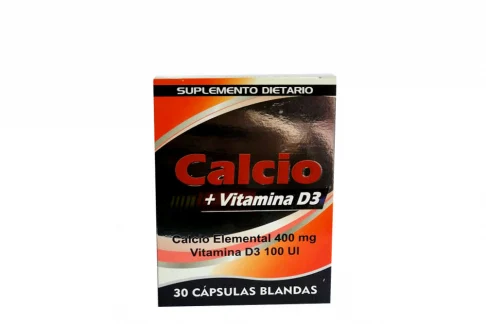 SUPLEMENTO DIETARIO
Calcio
+ Vitamina D3
Calcio Elemental 400 mg
Vitamina D3 100 UI
30 CÁPSULAS BLANDAS